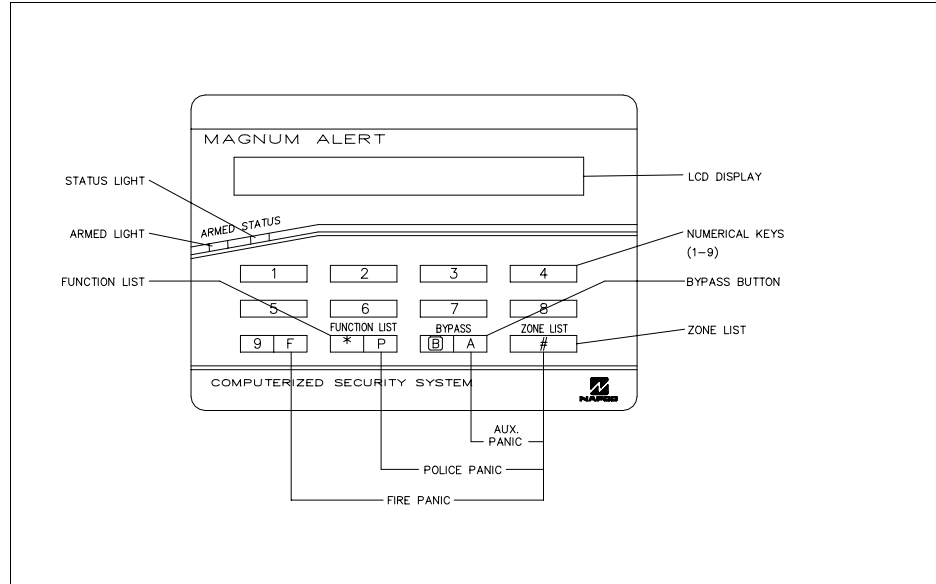 MAGNUM ALERT
STATUS LIGHT
LCD DISPLAY
ARMED STATUS
ARMED LIGHT
NUMERICAL KEYS
(1-9)
FUNCTION LIST
1 2 3 4
BYPASS BUTTON
5 6 7 8
FUNCTION LIST BYPASS ZONE LIST
ZONE LIST
9 F * P B A #
COMPUTERIZED SECURITY SYSTEM
NAPCO
AUX.
PANIC
POLICE PANIC
FIRE PANIC